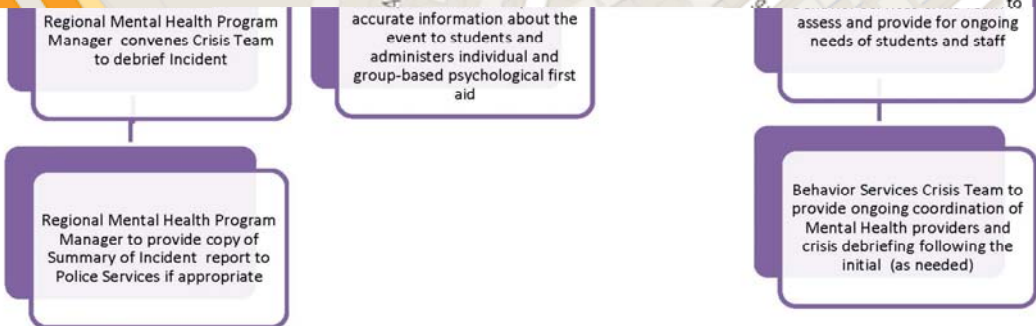 Regional Mental Health Program
Manager convenes Crisis Team
to debrief Incident
Regional Mental Health Program
Manager to provide copy of
Summary of Incident report to
Police Services if appropriate
accurate information about the
event to students and
administers individual and
group-based psychological first
aid
to
assess and provide for ongoing
needs of students and staff
Behavior Services Crisis Team to
provide ongoing coordination of
Mental Health providers and
crisis debriefing following the
initial (as needed)